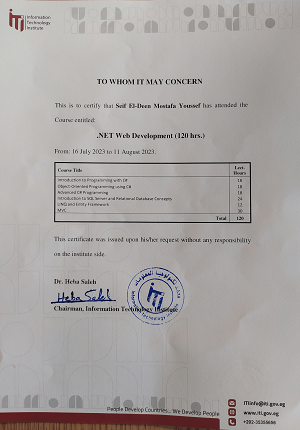 iTi
Information
Technology
Institute
TO WHOM IT MAY CONCERN
This is to certify that Seif El-Deen Mostafa Youssef has attended the
Course entitled:
.NET Web Development (120 hrs.)
From: 16 July 2023 to 11 August 2023.
Course Title Lect-Hours
Introduction to Programming with C# 18
Object-Oriented Programming using C# 18
Advanced C# Programming 18
Introduction to SQL Server and Relational Database Concepts 24
LINQ and Entity Framework 12
MVC 30
Total 120
This certificate was issued upon his/her request without any responsibility
on the institute side.
Dr. Heba Saleh
Heba Saleh
Chairman, Information Technology Institute
iTi
ITIinfo@iti.gov.eg
www.iti.gov.eg
People Develop Countries... We Develop People
+202-35355656